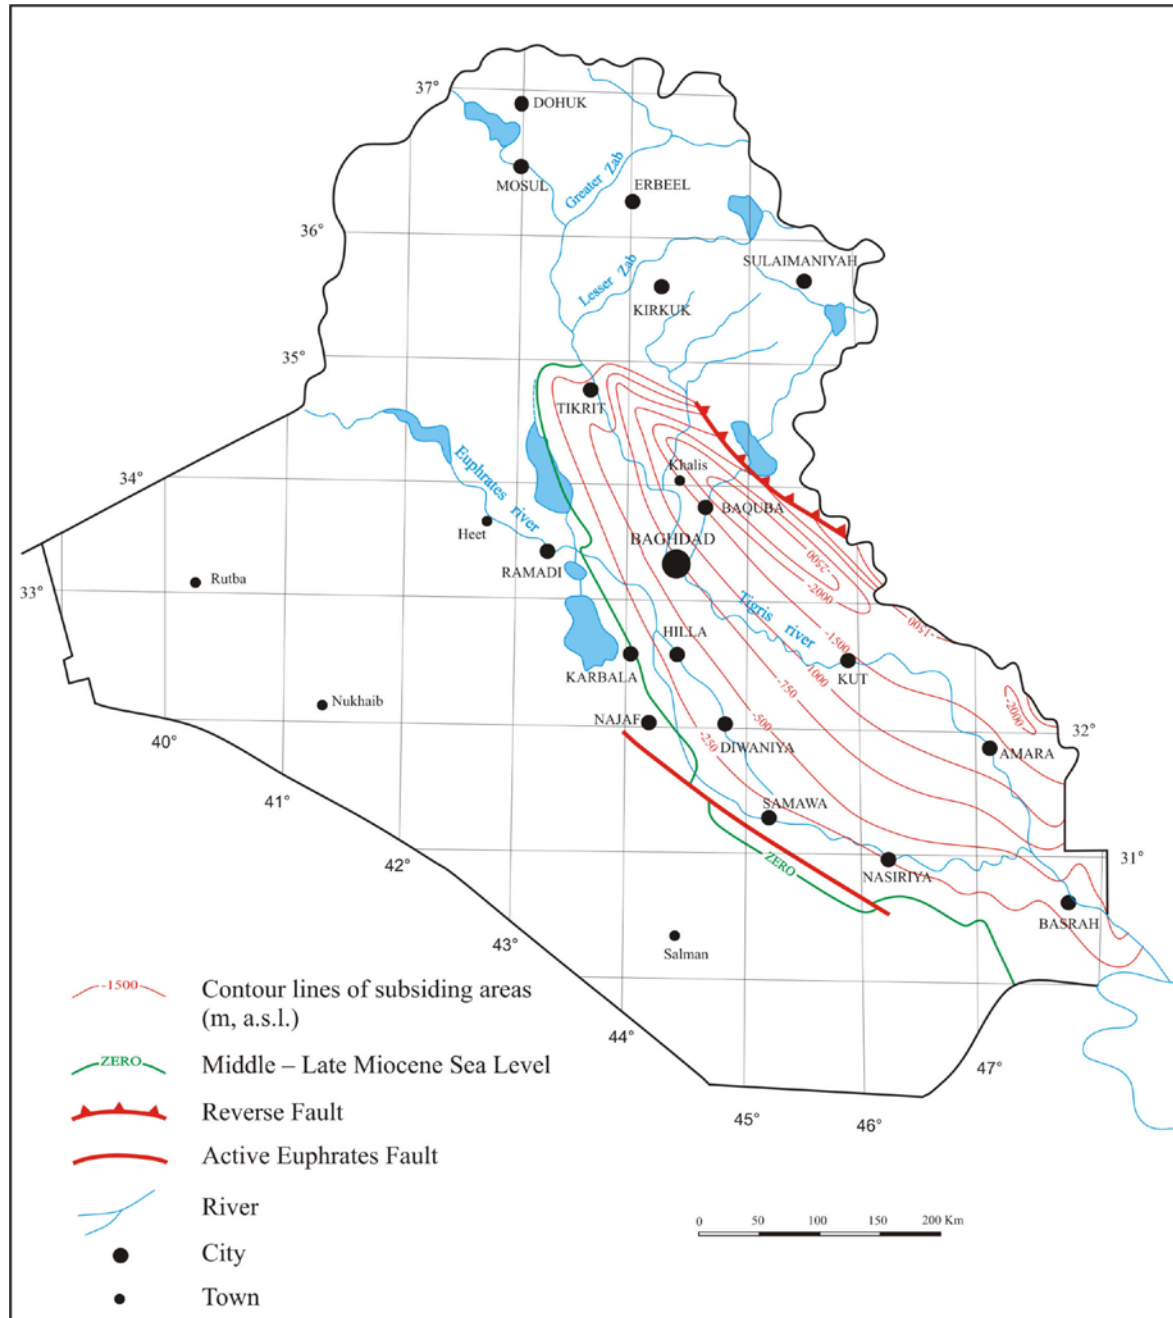 37°
DOHUK
MOSUL
Greater Zab
ERBEEL
36°
SULAIMANIYAH
Lesser Zab
KIRKUK
35°
TIKRIT
34°
Euphrates river
Khalis
Heet
BAQUBA
BAGHDAD
RAMADI
-2500
-2000
33°
Rutba
Tigris river
-1500
HILLA
-1500
KARBALA
KUT
-750
1000
Nukhaib
NAJAF
-500
-2000
32°
40°
-250
DIWANIYA
AMARA
41°
SAMAWA
42°
ZERO
31°
NASIRIYA
BASRAH
43°
Salman
44°
47°
45°
46°
-1500
Contour lines of subsiding areas
(m, a.s.l.)
ZERO
Middle – Late Miocene Sea Level
Reverse Fault
Active Euphrates Fault
River
City
Town
0 50 100 150 200 Km